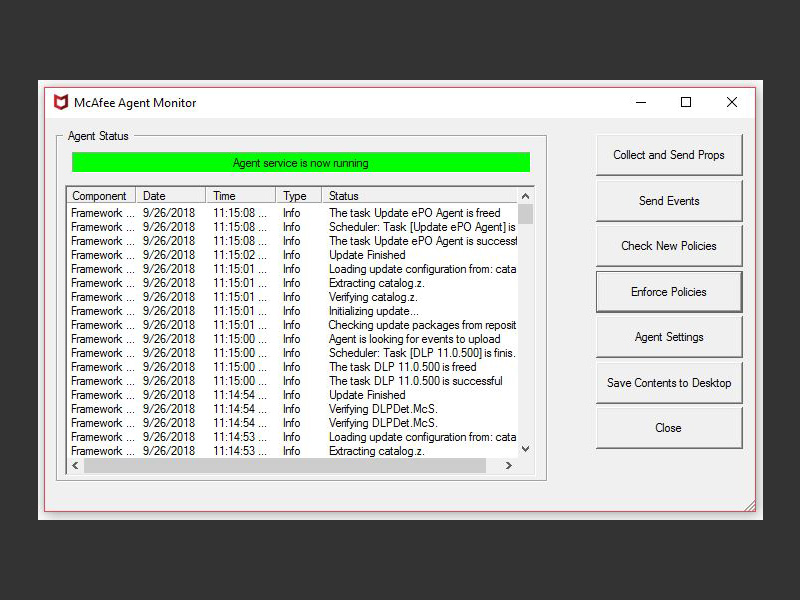 McAfee Agent Monitor
Agent Status
Agent service is now running
Component Date Time Type Status
Framework ... 9/26/2018 11:15:08 ... Info The task Update ePO Agent is freed
Framework ... 9/26/2018 11:15:08 ... Info Scheduler: Task [Update ePO Agent] is
Framework ... 9/26/2018 11:15:08 ... Info The task Update ePO Agent is successf
Framework ... 9/26/2018 11:15:02 ... Info Update Finished
Framework ... 9/26/2018 11:15:01 ... Info Loading update configuration from: cata
Framework ... 9/26/2018 11:15:01 ... Info Extracting catalog.z.
Framework ... 9/26/2018 11:15:01 ... Info Verifying catalog.z.
Framework ... 9/26/2018 11:15:01 ... Info Initializing update...
Framework ... 9/26/2018 11:15:01 ... Info Checking update packages from reposit
Framework ... 9/26/2018 11:15:00 ... Info Agent is looking for events to upload
Framework ... 9/26/2018 11:15:00 ... Info Scheduler: Task [DLP 11.0.500] is finis.
Framework ... 9/26/2018 11:15:00 ... Info The task DLP 11.0.500 is freed
Framework ... 9/26/2018 11:15:00 ... Info The task DLP 11.0.500 is successful
Framework ... 9/26/2018 11:14:54 ... Info Update Finished
Framework ... 9/26/2018 11:14:54 ... Info Verifying DLPDet.McS.
Framework ... 9/26/2018 11:14:54 ... Info Verifying DLPDet.McS.
Framework ... 9/26/2018 11:14:53 ... Info Loading update configuration from: cata
Framework ... 9/26/2018 11:14:53 ... Info Extracting catalog.z.
Collect and Send Props
Send Events
Check New Policies
Enforce Policies
Agent Settings
Save Contents to Desktop
Close